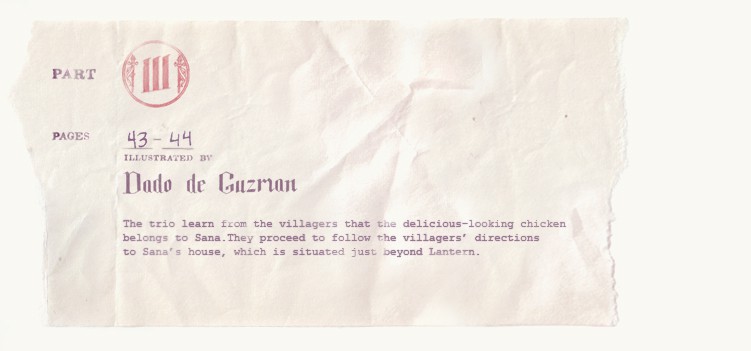 PART III
PAGES 43-44
ILLUSTRATED BY
Dado de Guzman
The trio learn from the villagers that the delicious-looking chicken
belongs to Sana.They proceed to follow the villagers' directions
to Sana's house, which is situated just beyond Lantern.